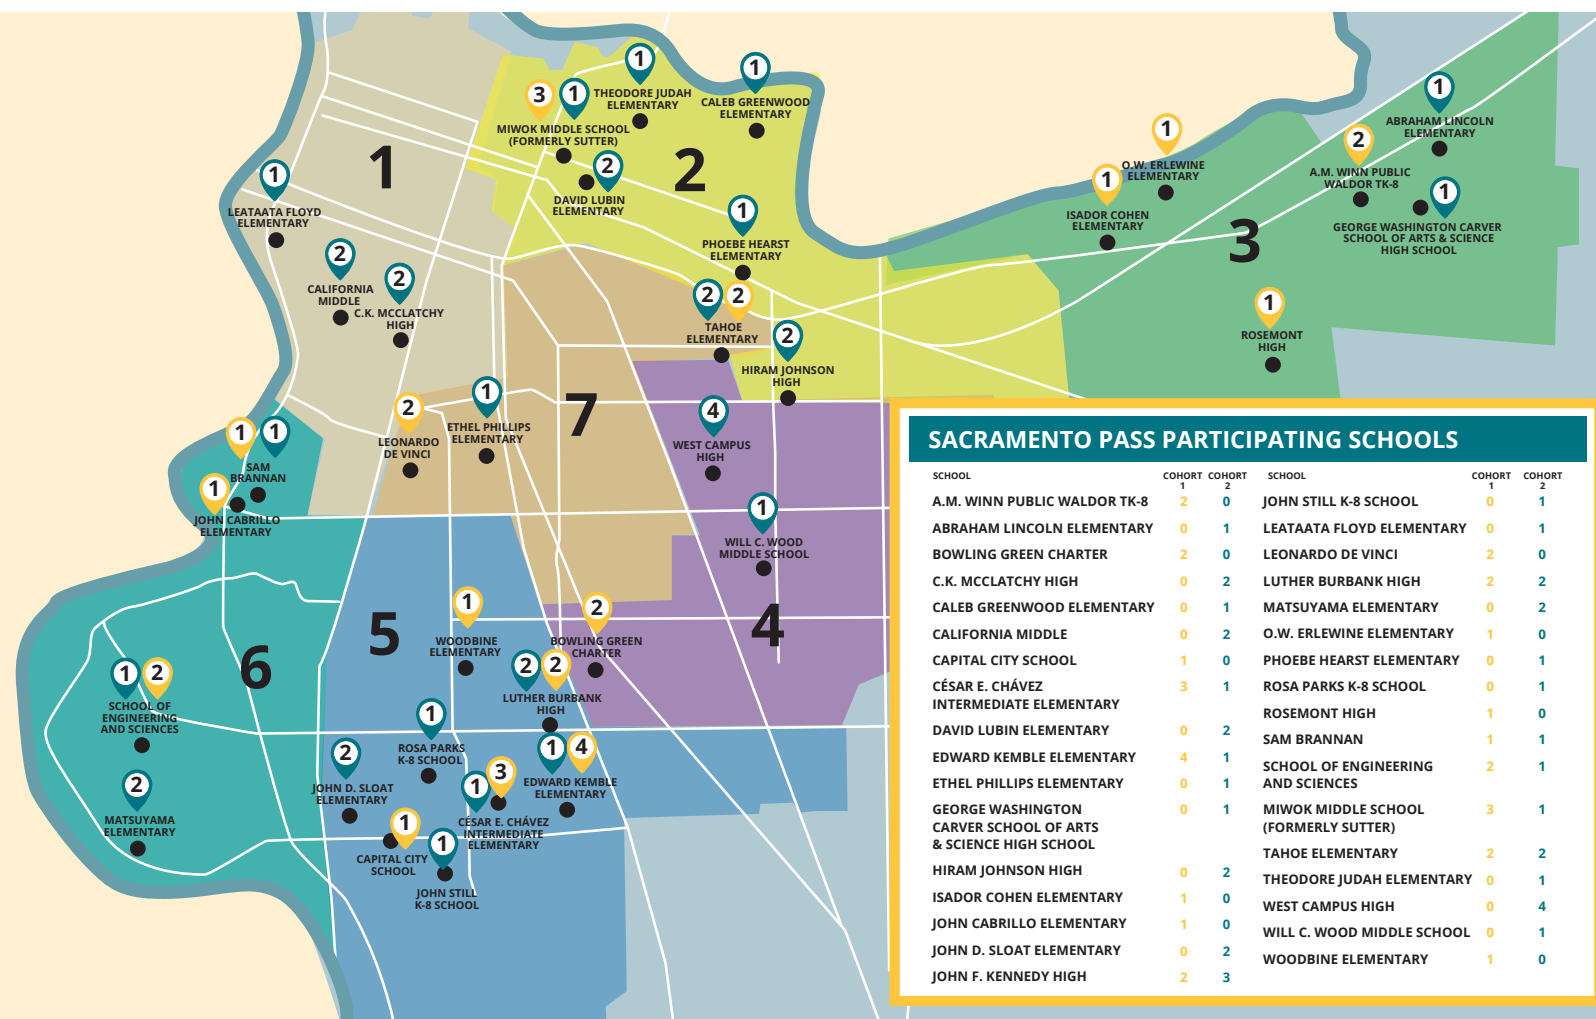 1
THEODORE JUDAH
ELEMENTARY
1
CALEB GREENWOOD
ELEMENTARY
3
1
MIWOK MIDDLE SCHOOL
(FORMERLY SUTTER)
2
DAVID LUBIN
ELEMENTARY
1
2
1
PHOEBE HEARST
ELEMENTARY
1
LEATAATA FLOYD
ELEMENTARY
2
CALIFORNIA
MIDDLE
2
C.K. MCCLATCHY
HIGH
2
2
TAHOE
ELEMENTARY
2
HIRAM JOHNSON
HIGH
1
O.W. ERLEWINE
ELEMENTARY
1
ISADOR COHEN
ELEMENTARY
1
ABRAHAM LINCOLN
ELEMENTARY
2
A.M. WINN PUBLIC
WALDOR TK-8
1
GEORGE WASHINGTON CARVER
SCHOOL OF ARTS & SCIENCE
HIGH SCHOOL
3
1
ROSEMONT
HIGH
2
LEONARDO
DE VINCI
1
ETHEL PHILLIPS
ELEMENTARY
7
4
WEST CAMPUS
HIGH
1
1
SAM
BRANNAN
1
JOHN CABRILLO
ELEMENTARY
1
WILL C. WOOD
MIDDLE SCHOOL
4
5
6
1
WOODBINE
ELEMENTARY
2
BOWLING GREEN
CHARTER
2
2
LUTHER BURBANK
HIGH
1
2
SCHOOL OF
ENGINEERING
AND SCIENCES
1
ROSA PARKS
K-8 SCHOOL
2
JOHN D. SLOAT
ELEMENTARY
1
3
CÉSAR E. CHÁVEZ
INTERMEDIATE
ELEMENTARY
1
4
EDWARD KEMBLE
ELEMENTARY
2
MATSUYAMA
ELEMENTARY
1
CAPITAL CITY
SCHOOL
1
JOHN STILL
K-8 SCHOOL
SACRAMENTO PASS PARTICIPATING SCHOOLS
SCHOOL COHORT 1 COHORT 2
A.M. WINN PUBLIC WALDOR TK-8 2 0
ABRAHAM LINCOLN ELEMENTARY 0 1
BOWLING GREEN CHARTER 2 0
C.K. MCCLATCHY HIGH 0 2
CALEB GREENWOOD ELEMENTARY 0 1
CALIFORNIA MIDDLE 0 2
CAPITAL CITY SCHOOL 1 0
CÉSAR E. CHÁVEZ 3 1
INTERMEDIATE ELEMENTARY
DAVID LUBIN ELEMENTARY 0 2
EDWARD KEMBLE ELEMENTARY 4 1
ETHEL PHILLIPS ELEMENTARY 0 1
GEORGE WASHINGTON 0 1
CARVER SCHOOL OF ARTS
& SCIENCE HIGH SCHOOL
HIRAM JOHNSON HIGH 0 2
ISADOR COHEN ELEMENTARY 1 0
JOHN CABRILLO ELEMENTARY 1 0
JOHN D. SLOAT ELEMENTARY 0 2
JOHN F. KENNEDY HIGH 2 3
SCHOOL COHORT 1 COHORT 2
JOHN STILL K-8 SCHOOL 0 1
LEATAATA FLOYD ELEMENTARY 0 1
LEONARDO DE VINCI 2 0
LUTHER BURBANK HIGH 2 2
MATSUYAMA ELEMENTARY 0 2
O.W. ERLEWINE ELEMENTARY 1 0
PHOEBE HEARST ELEMENTARY 0 1
ROSA PARKS K-8 SCHOOL 0 1
ROSEMONT HIGH 1 0
SAM BRANNAN 1 1
SCHOOL OF ENGINEERING 2 1
AND SCIENCES
MIWOK MIDDLE SCHOOL 3 1
(FORMERLY SUTTER)
TAHOE ELEMENTARY 2 2
THEODORE JUDAH ELEMENTARY 0 1
WEST CAMPUS HIGH 0 4
WILL C. WOOD MIDDLE SCHOOL 0 1
WOODBINE ELEMENTARY 1 0